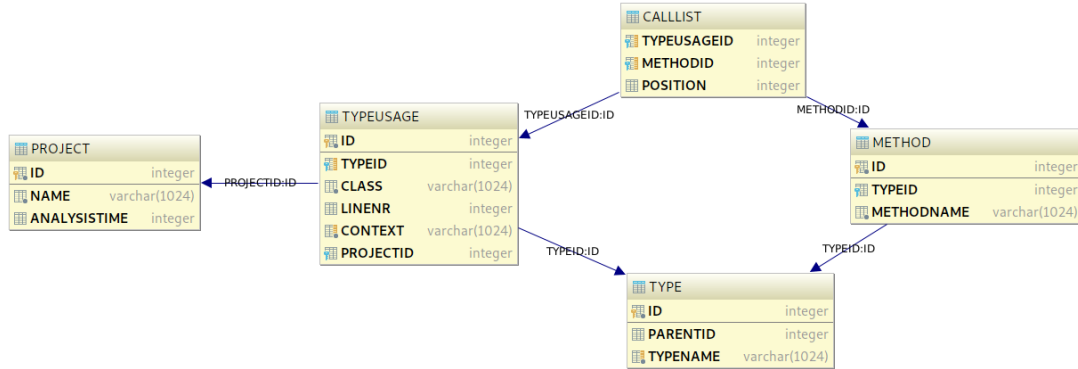 CALLLIST
TYPEUSAGEID integer
METHODID integer
POSITION integer
TYPEUSAGEID:ID
METHODID:ID
TYPEUSAGE
ID integer
TYPEID integer
CLASS varchar(1024)
LINENR integer
CONTEXT varchar(1024)
PROJECTID integer
PROJECT
ID integer
NAME varchar(1024)
ANALYSISTIME integer
PROJECTID:ID
METHOD
ID integer
TYPEID integer
METHODNAME varchar(1024)
TYPEID:ID
TYPEID:ID
TYPE
ID integer
PARENTID integer
TYPENAME varchar(1024)